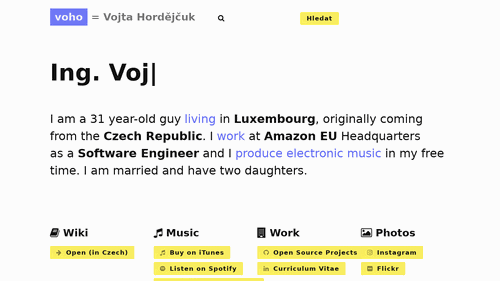 voho = Vojta Hordějčuk
Hledat
Ing. Voj|
I am a 31 year-old guy living in Luxembourg, originally coming
from the Czech Republic. I work at Amazon EU Headquarters
as a Software Engineer and I produce electronic music in my free
time. I am married and have two daughters.
Wiki Music Work Photos
Open (in Czech) Buy on iTunes Open Source Projects Instagram
Listen on Spotify Curriculum Vitae Flickr